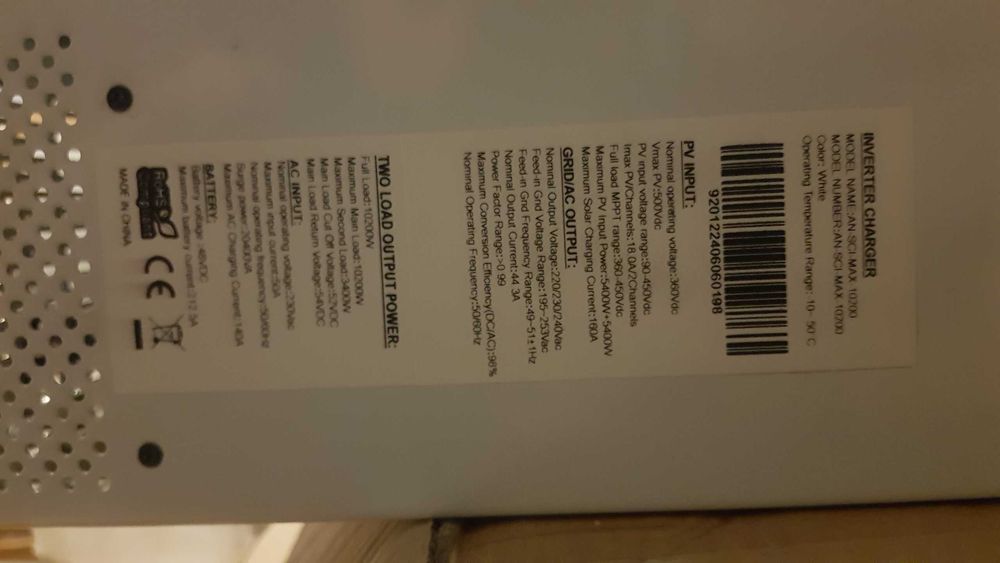 INVERTER CHARGER
MODEL NAME:AN-SCI-MAX 10200
MODEL NUMBER:AN-SCI-MAX 10200
Color: White
Operating Temperature Range: -10~ 50℃
920122406060198
PV INPUT:
Nominal operating voltage:360Vdc
Vmax PV:500Vdc
PV input voltage range:90-450Vdc
Imax PV/Channels:18.0A/2/Channels
Full load MPPT range:360-450Vdc
Maximum PV Input Power:5400W+5400W
Maximum Solar Charging Current:160A
GRID/AC OUTPUT:
Nominal Output Voltage:220/230/240Vac
Feed-in Grid Voltage Range:195~253Vac
Feed-in Grid Frequency Range:49~51±1Hz
Nominal Output Current:44.3A
Power Factor Range:>0.99
Maximum Conversion Efficiency(DC/AC):96%
Nominal Operating Frequency:50/60Hz
TWO LOAD OUTPUT POWER:
Full Load:10200W
Maximum Main Load:10200W
Maximum Second Load:3400W
Main Load Cut Off Voltage:52VDC
Main Load Return Voltage:54VDC
AC INPUT:
Nominal operating voltage:230Vac
Maximum input current:50A
Nominal operating frequency:50/60Hz
Surge power:20400VA
Maximum AC Charging Current:140A
BATTERY:
Battery voltage :48VDC
Maximum battery current:212.5A
RoHS
Compliant
CE
MADE IN CHINA